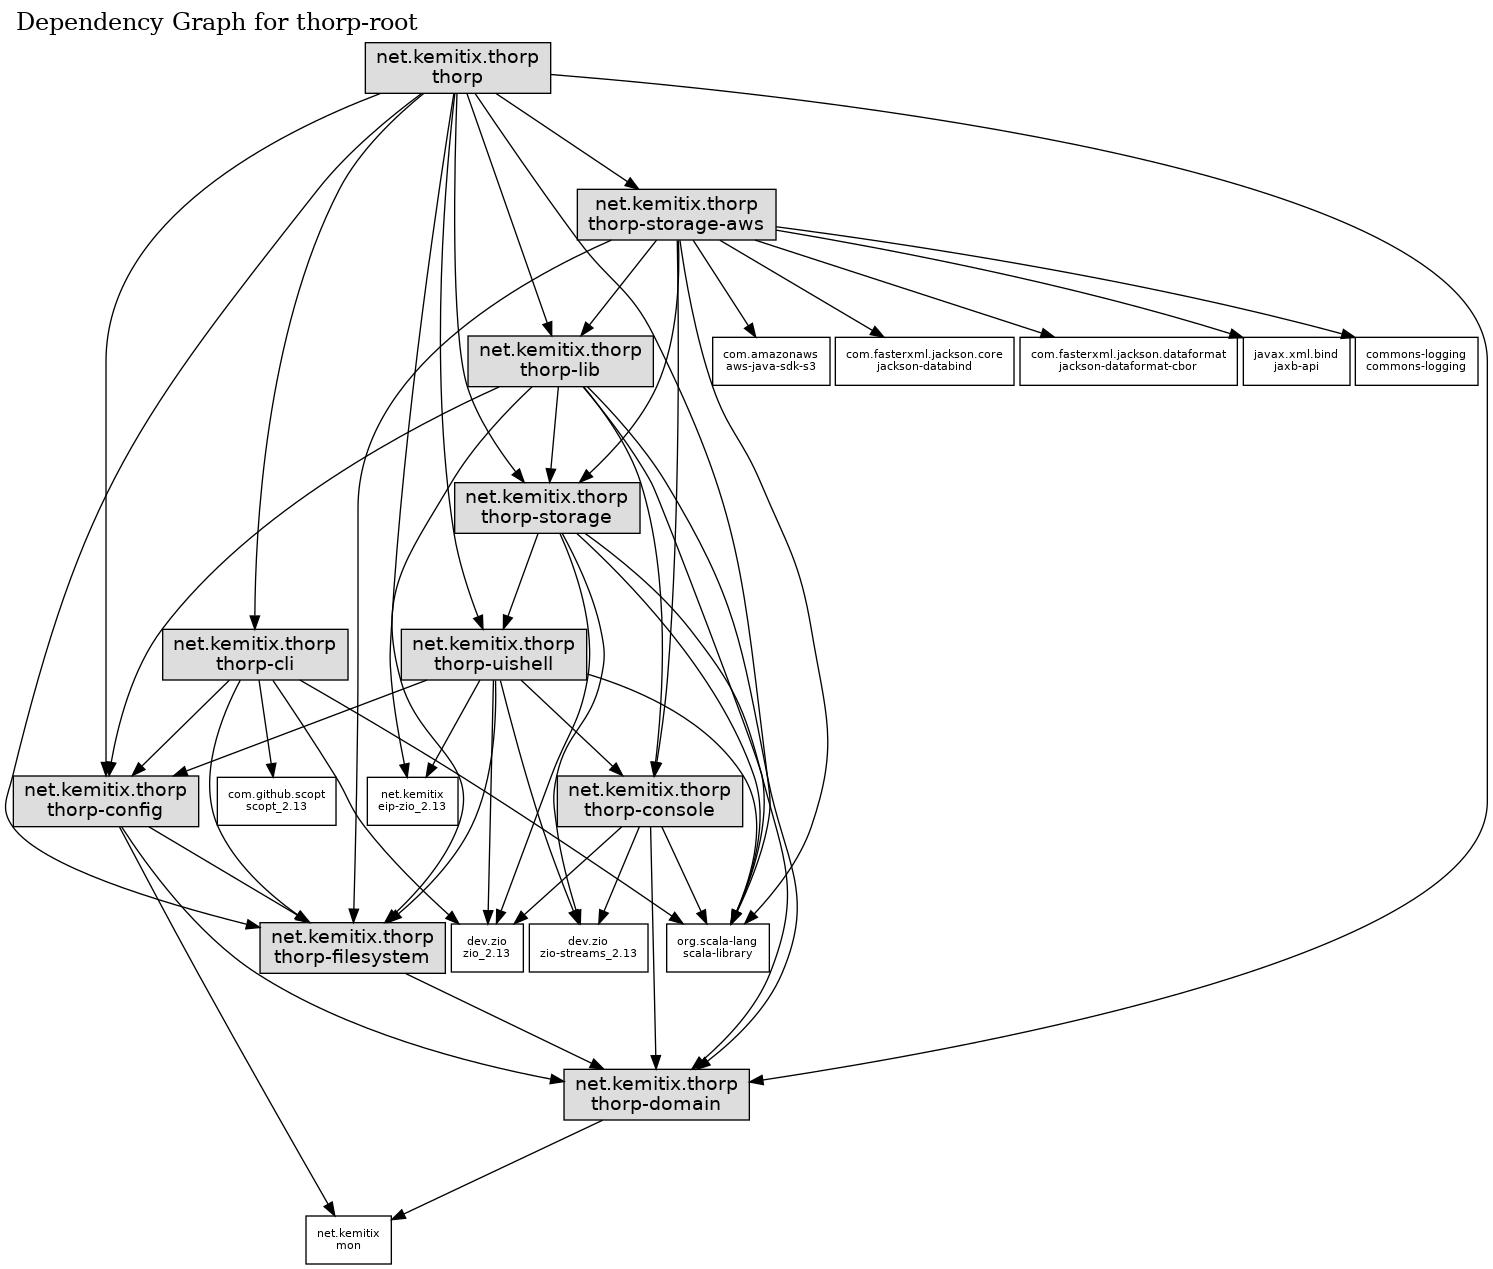 Dependency Graph for thorp-root
net.kemitix.thorp
thorp
net.kemitix.thorp
thorp-storage-aws
net.kemitix.thorp
thorp-lib
com.amazonaws
aws-java-sdk-s3
com.fasterxml.jackson.core
jackson-databind
com.fasterxml.jackson.dataformat
jackson-dataformat-cbor
javax.xml.bind
jaxb-api
commons-logging
commons-logging
net.kemitix.thorp
thorp-storage
net.kemitix.thorp
thorp-cli
net.kemitix.thorp
thorp-uishell
net.kemitix.thorp
thorp-config
com.github.scopt
scopt_2.13
net.kemitix
eip-zio_2.13
net.kemitix.thorp
thorp-console
net.kemitix.thorp
thorp-filesystem
dev.zio
zio_2.13
dev.zio
zio-streams_2.13
org.scala-lang
scala-library
net.kemitix.thorp
thorp-domain
net.kemitix
mon